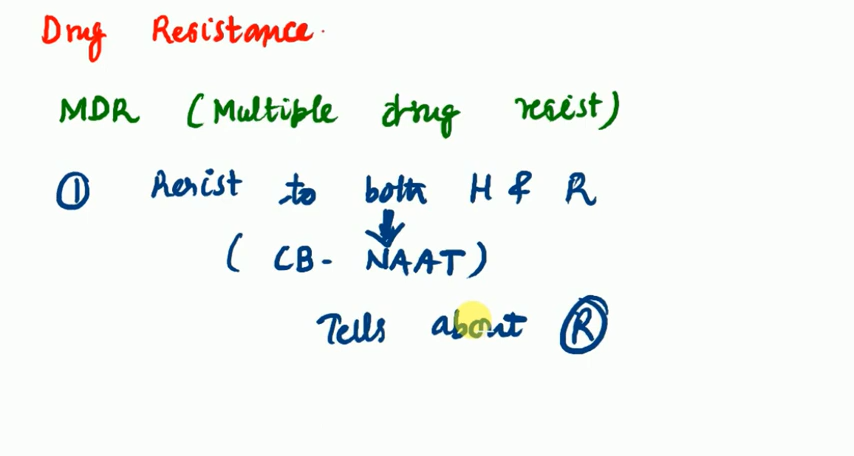 Drug Resistance.
MDR (Multiple drug resist)
① Resist to both H & R
(CB-NAAT)
Tells about R